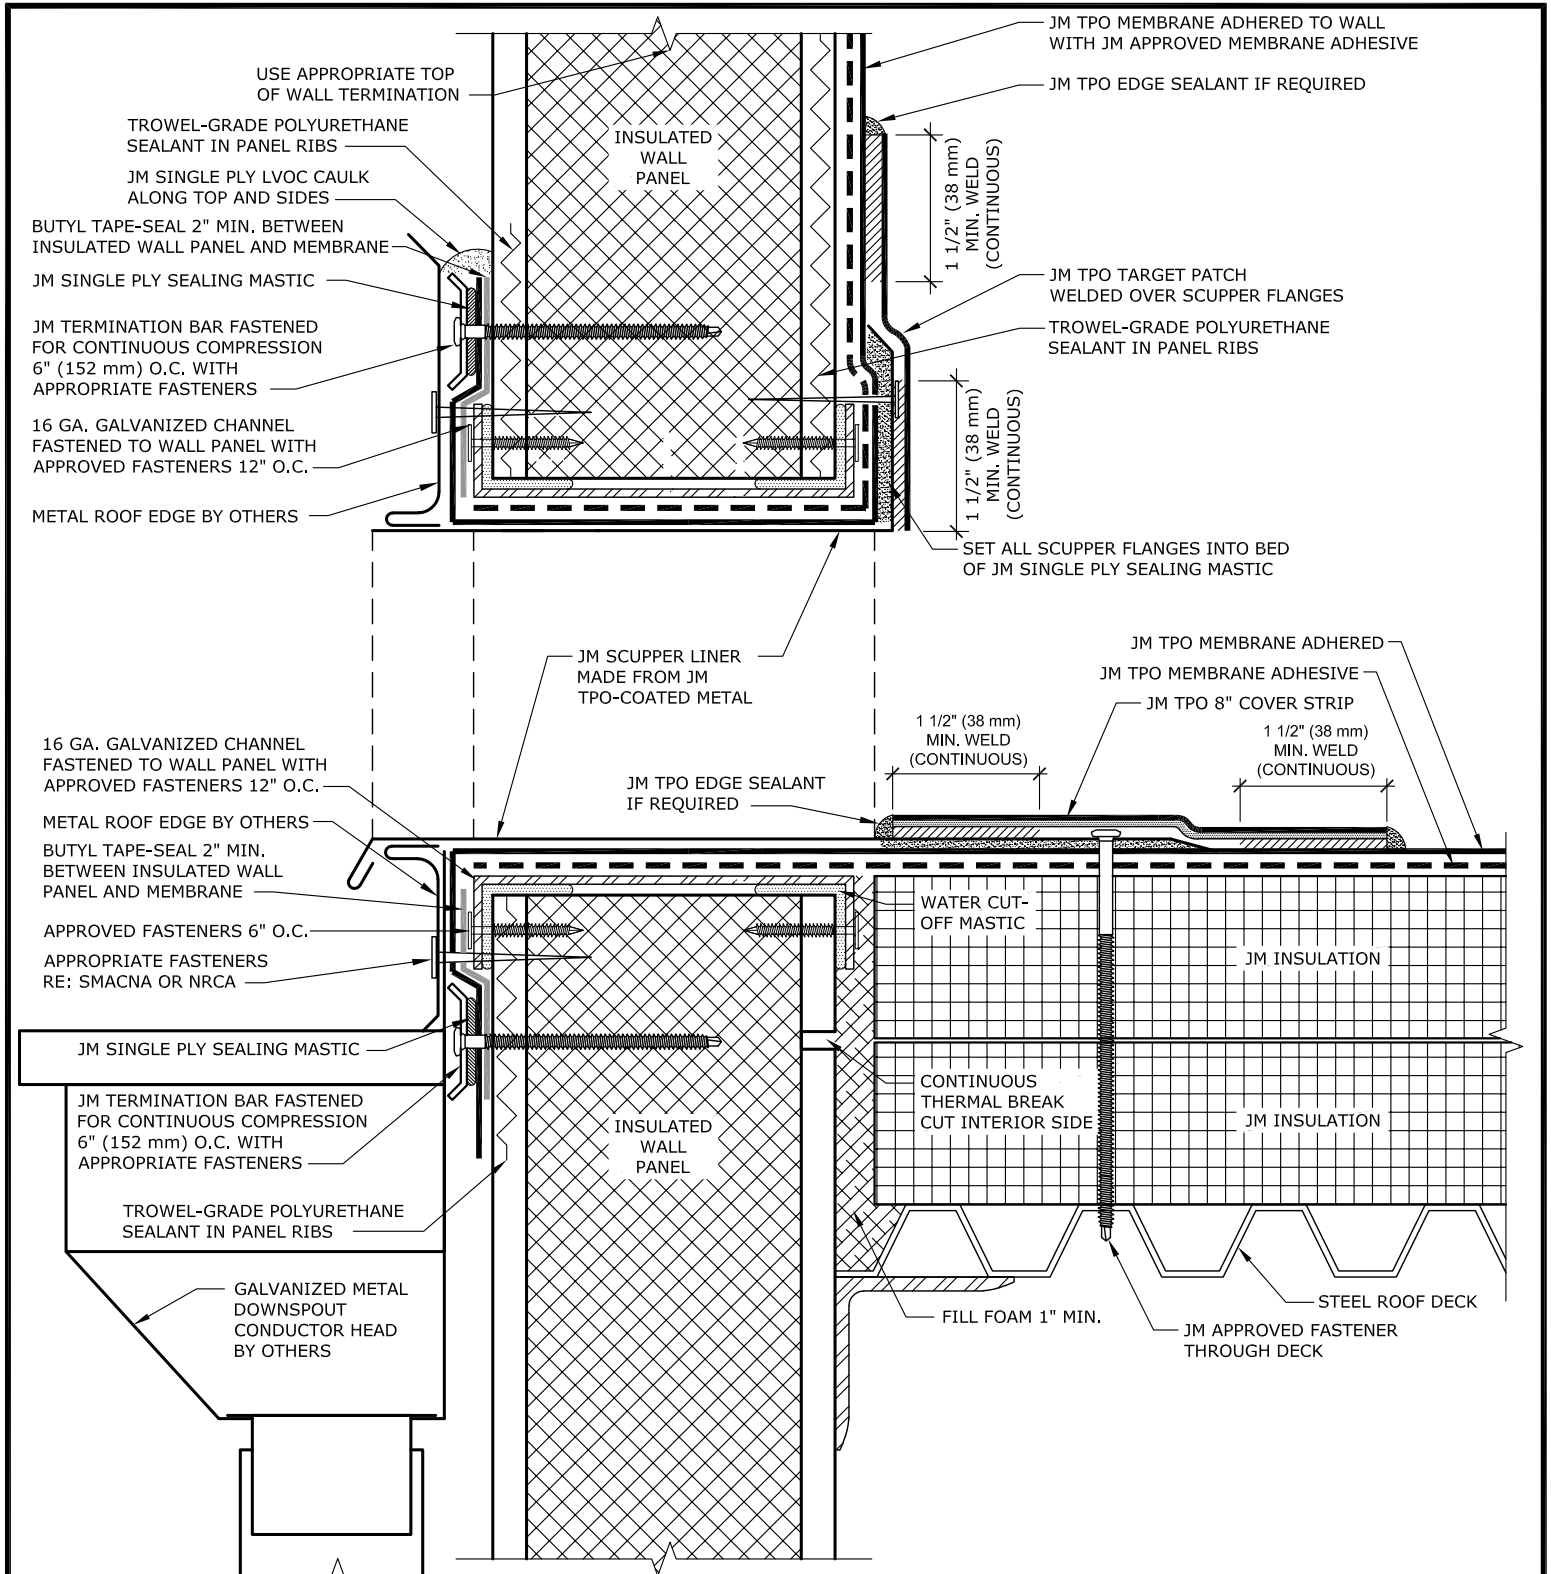 USE APPROPRIATE TOP
OF WALL TERMINATION
TROWEL-GRADE POLYURETHANE
SEALANT IN PANEL RIBS
JM SINGLE PLY LVOC CAULK
ALONG TOP AND SIDES
BUTYL TAPE-SEAL 2" MIN. BETWEEN
INSULATED WALL PANEL AND MEMBRANE
JM SINGLE PLY SEALING MASTIC
JM TERMINATION BAR FASTENED
FOR CONTINUOUS COMPRESSION
6" (152 mm) O.C. WITH
APPROPRIATE FASTENERS
16 GA. GALVANIZED CHANNEL
FASTENED TO WALL PANEL WITH
APPROVED FASTENERS 12" O.C.
METAL ROOF EDGE BY OTHERS
INSULATED
WALL
PANEL
JM TPO MEMBRANE ADHERED TO WALL
WITH JM APPROVED MEMBRANE ADHESIVE
JM TPO EDGE SEALANT IF REQUIRED
1 1/2" (38 mm)
MIN. WELD
(CONTINUOUS)
JM TPO TARGET PATCH
WELDED OVER SCUPPER FLANGES
TROWEL-GRADE POLYURETHANE
SEALANT IN PANEL RIBS
1 1/2" (38 mm)
MIN. WELD
(CONTINUOUS)
SET ALL SCUPPER FLANGES INTO BED
OF JM SINGLE PLY SEALING MASTIC
JM SCUPPER LINER
MADE FROM JM
TPO-COATED METAL
JM TPO MEMBRANE ADHERED
JM TPO MEMBRANE ADHESIVE
JM TPO 8" COVER STRIP
1 1/2" (38 mm)
MIN. WELD
(CONTINUOUS)
1 1/2" (38 mm)
MIN. WELD
(CONTINUOUS)
JM TPO EDGE SEALANT
IF REQUIRED
16 GA. GALVANIZED CHANNEL
FASTENED TO WALL PANEL WITH
APPROVED FASTENERS 12" O.C.
METAL ROOF EDGE BY OTHERS
BUTYL TAPE-SEAL 2" MIN.
BETWEEN INSULATED WALL
PANEL AND MEMBRANE
APPROVED FASTENERS 6" O.C.
APPROPRIATE FASTENERS
RE: SMACNA OR NRCA
JM SINGLE PLY SEALING MASTIC
JM TERMINATION BAR FASTENED
FOR CONTINUOUS COMPRESSION
6" (152 mm) O.C. WITH
APPROPRIATE FASTENERS
TROWEL-GRADE POLYURETHANE
SEALANT IN PANEL RIBS
GALVANIZED METAL
DOWNSPOUT
CONDUCTOR HEAD
BY OTHERS
INSULATED
WALL
PANEL
WATER CUT-
OFF MASTIC
JM INSULATION
CONTINUOUS
THERMAL BREAK
CUT INTERIOR SIDE
JM INSULATION
FILL FOAM 1" MIN.
STEEL ROOF DECK
JM APPROVED FASTENER
THROUGH DECK